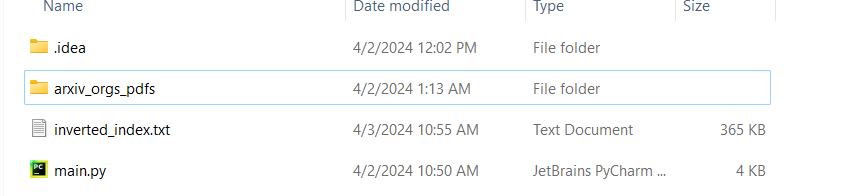 Name Date modified Type Size
.idea 4/2/2024 12:02 PM File folder
arxiv_orgs_pdfs 4/2/2024 1:13 AM File folder
inverted_index.txt 4/3/2024 10:55 AM Text Document 365 KB
PC main.py 4/2/2024 10:50 AM JetBrains PyCharm ... 4 KB